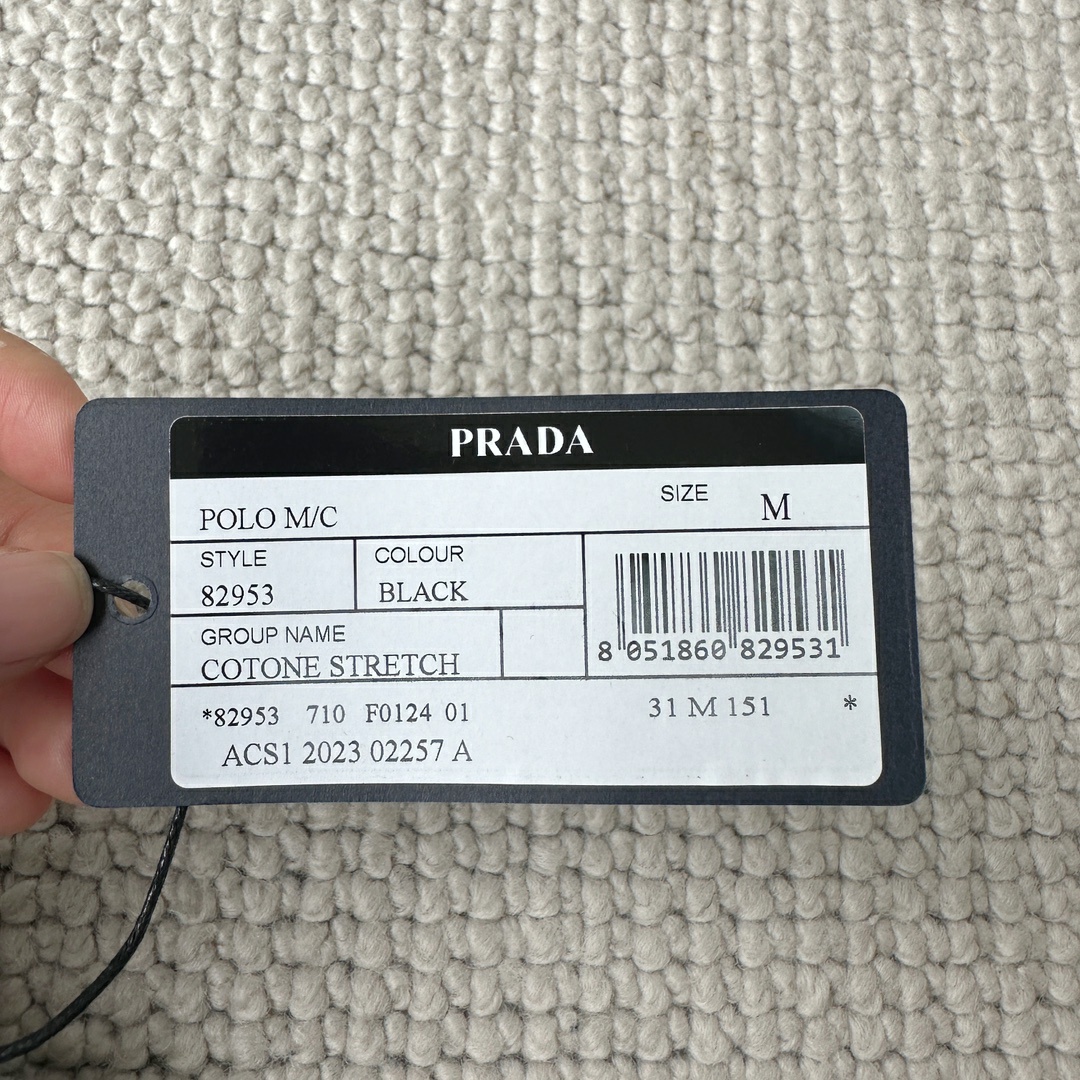 PRADA
POLO M/C
SIZE M
STYLE
82953
COLOUR
BLACK
GROUP NAME
COTONE STRETCH
8 051860 829531
*82953 710 F0124 01
31 M 151 *
ACS1 2023 02257 A